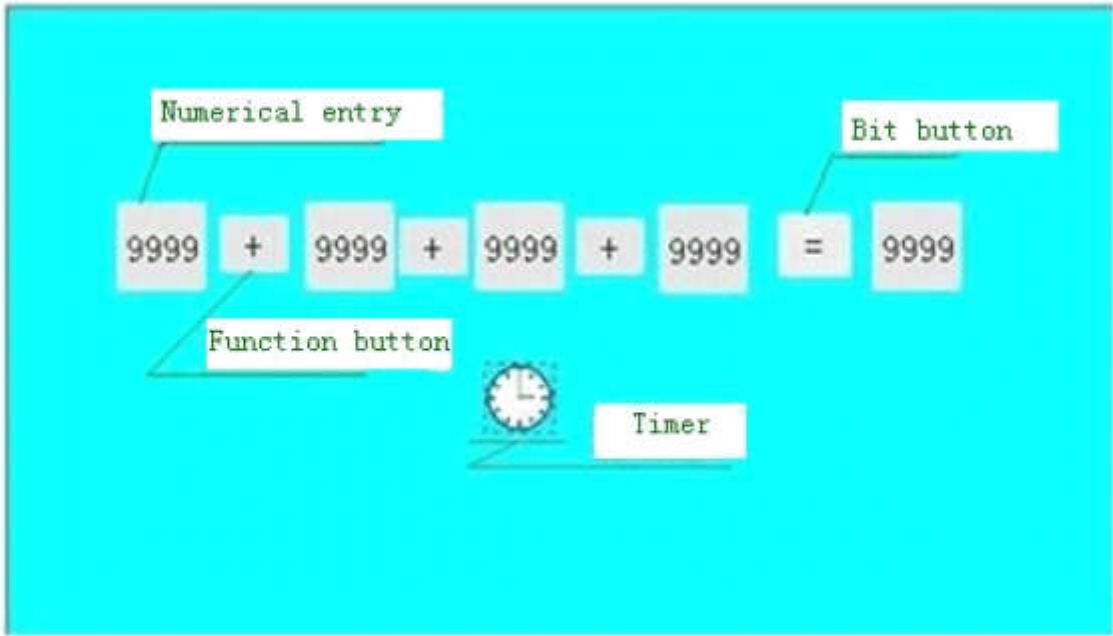 Numerical entry
Bit button
9999 + 9999 + 9999 + 9999 = 9999
Function button
Timer